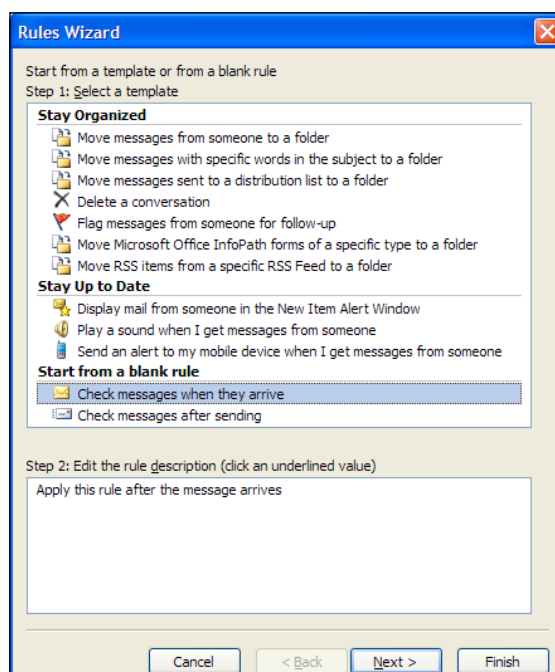 Rules Wizard
Start from a template or from a blank rule
Step 1: Select a template
Stay Organized
Move messages from someone to a folder
Move messages with specific words in the subject to a folder
Move messages sent to a distribution list to a folder
Delete a conversation
Flag messages from someone for follow-up
Move Microsoft Office InfoPath forms of a specific type to a folder
Move RSS items from a specific RSS Feed to a folder
Stay Up to Date
Display mail from someone in the New Item Alert Window
Play a sound when I get messages from someone
Send an alert to my mobile device when I get messages from someone
Start from a blank rule
Check messages when they arrive
Check messages after sending
Step 2: Edit the rule description (click an underlined value)
Apply this rule after the message arrives
Cancel < Back Next > Finish